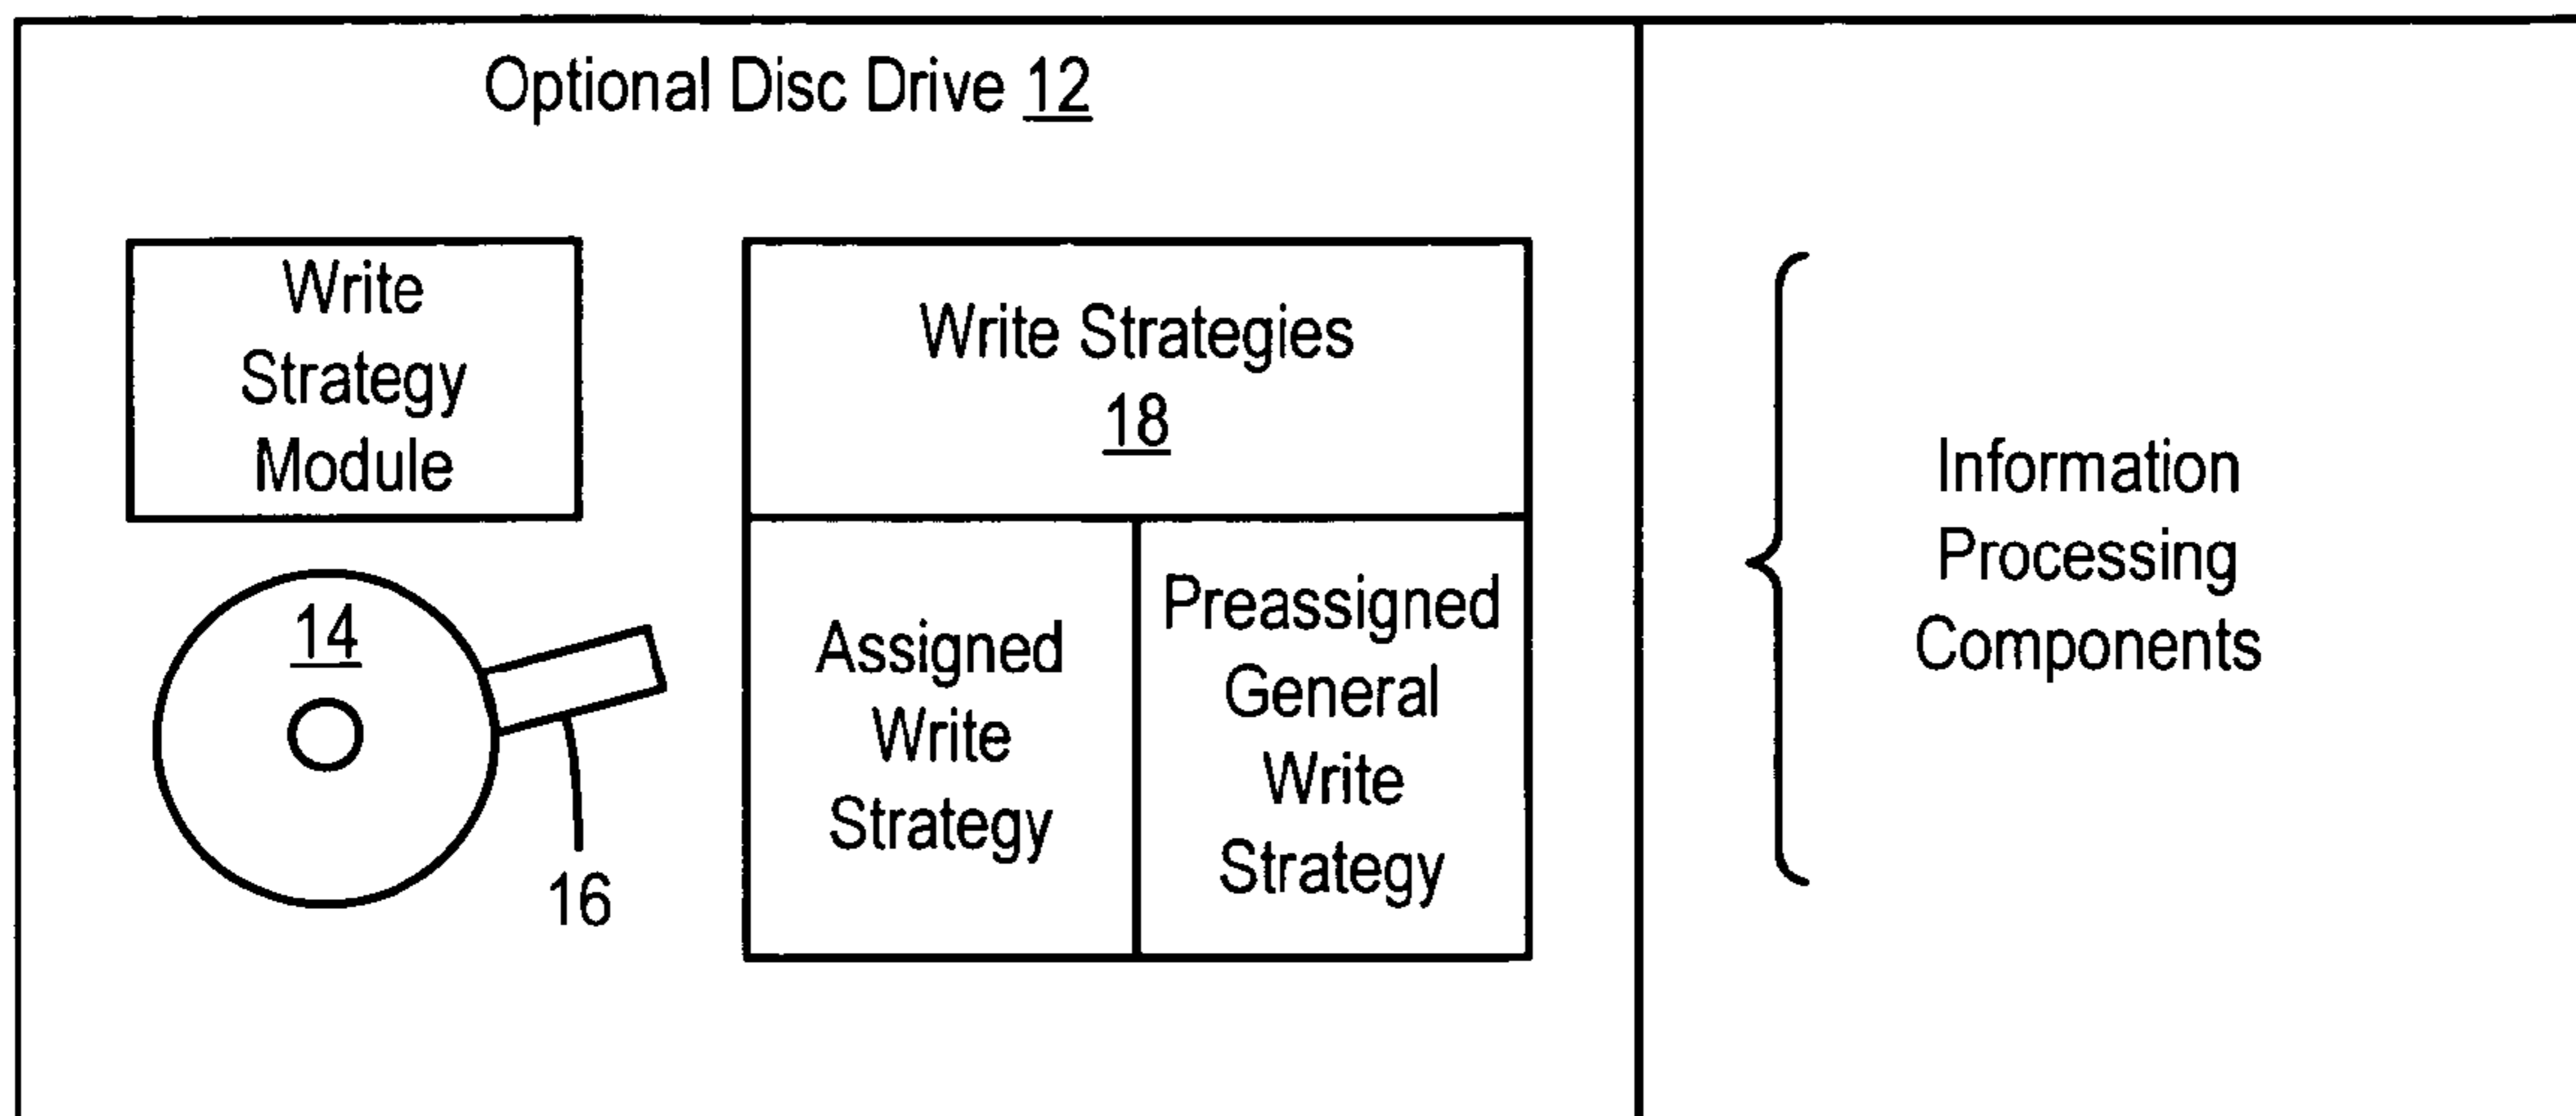 Optional Disc Drive 12
Write
Strategy
Module
14
16
Write Strategies
18
Assigned
Write
Strategy
Preassigned
General
Write
Strategy
Information
Processing
Components